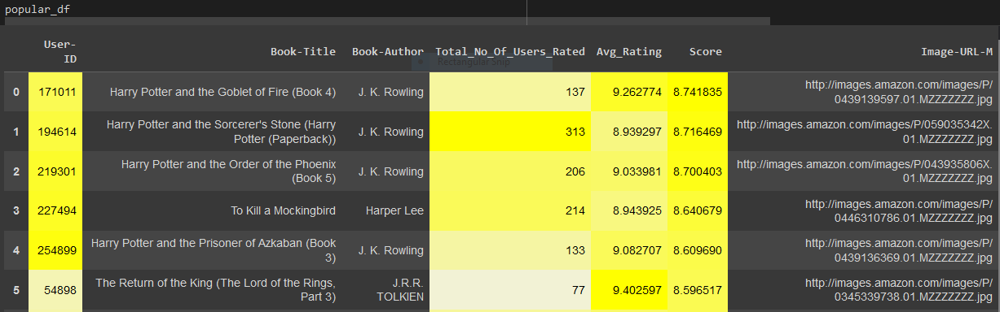 popular_df
User-
ID
Book-Title
Book-Author
Total_No_Of_Users_Rated
Avg_Rating
Score
Image-URL-M
Rectangular Snip
0
171011
Harry Potter and the Goblet of Fire (Book 4)
J. K. Rowling
137
9.262774
8.741835
http://images.amazon.com/images/P/
0439139597.01.MZZZZZZZ.jpg
1
194614
Harry Potter and the Sorcerer's Stone (Harry
Potter (Paperback))
J. K. Rowling
313
8.939297
8.716469
http://images.amazon.com/images/P/059035342X.
01.MZZZZZZZ.jpg
2
219301
Harry Potter and the Order of the Phoenix
(Book 5)
J. K. Rowling
206
9.033981
8.700403
http://images.amazon.com/images/P/043935806X.
01.MZZZZZZZ.jpg
3
227494
To Kill a Mockingbird
Harper Lee
214
8.943925
8.640679
http://images.amazon.com/images/P/
0446310786.01.MZZZZZZZ.jpg
4
254899
Harry Potter and the Prisoner of Azkaban (Book
3)
J. K. Rowling
133
9.082707
8.609690
http://images.amazon.com/images/P/
0439136369.01.MZZZZZZZ.jpg
5
54898
The Return of the King (The Lord of the Rings,
Part 3)
J.R.R.
TOLKIEN
77
9.402597
8.596517
http://images.amazon.com/images/P/
0345339738.01.MZZZZZZZ.jpg